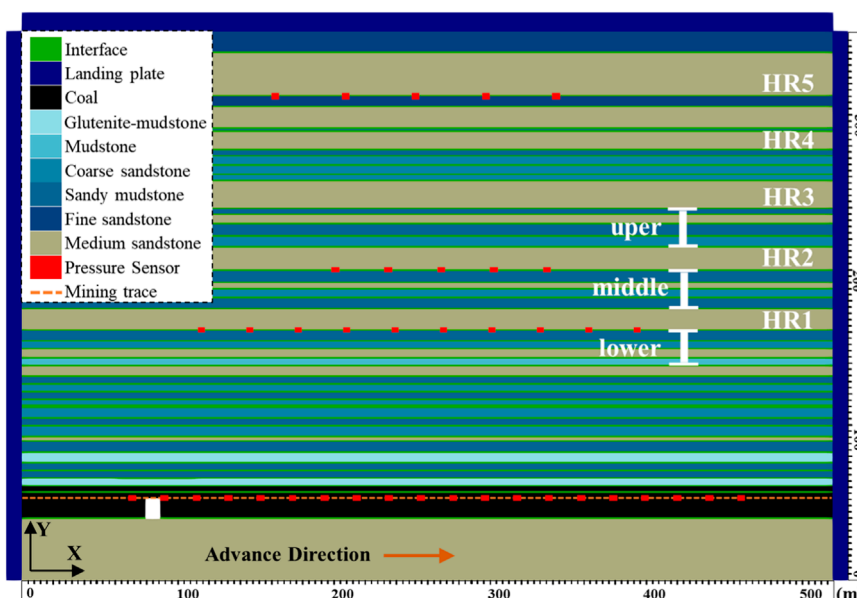 Interface
Landing plate
Coal
Glutenite-mudstone
Mudstone
Coarse sandstone
Sandy mudstone
Fine sandstone
Medium sandstone
Pressure Sensor
Mining trace
HR5
HR4
HR3
uper
HR2
middle
HR1
lower
Y
X
Advance Direction
0 100 200 300 400 500 (m